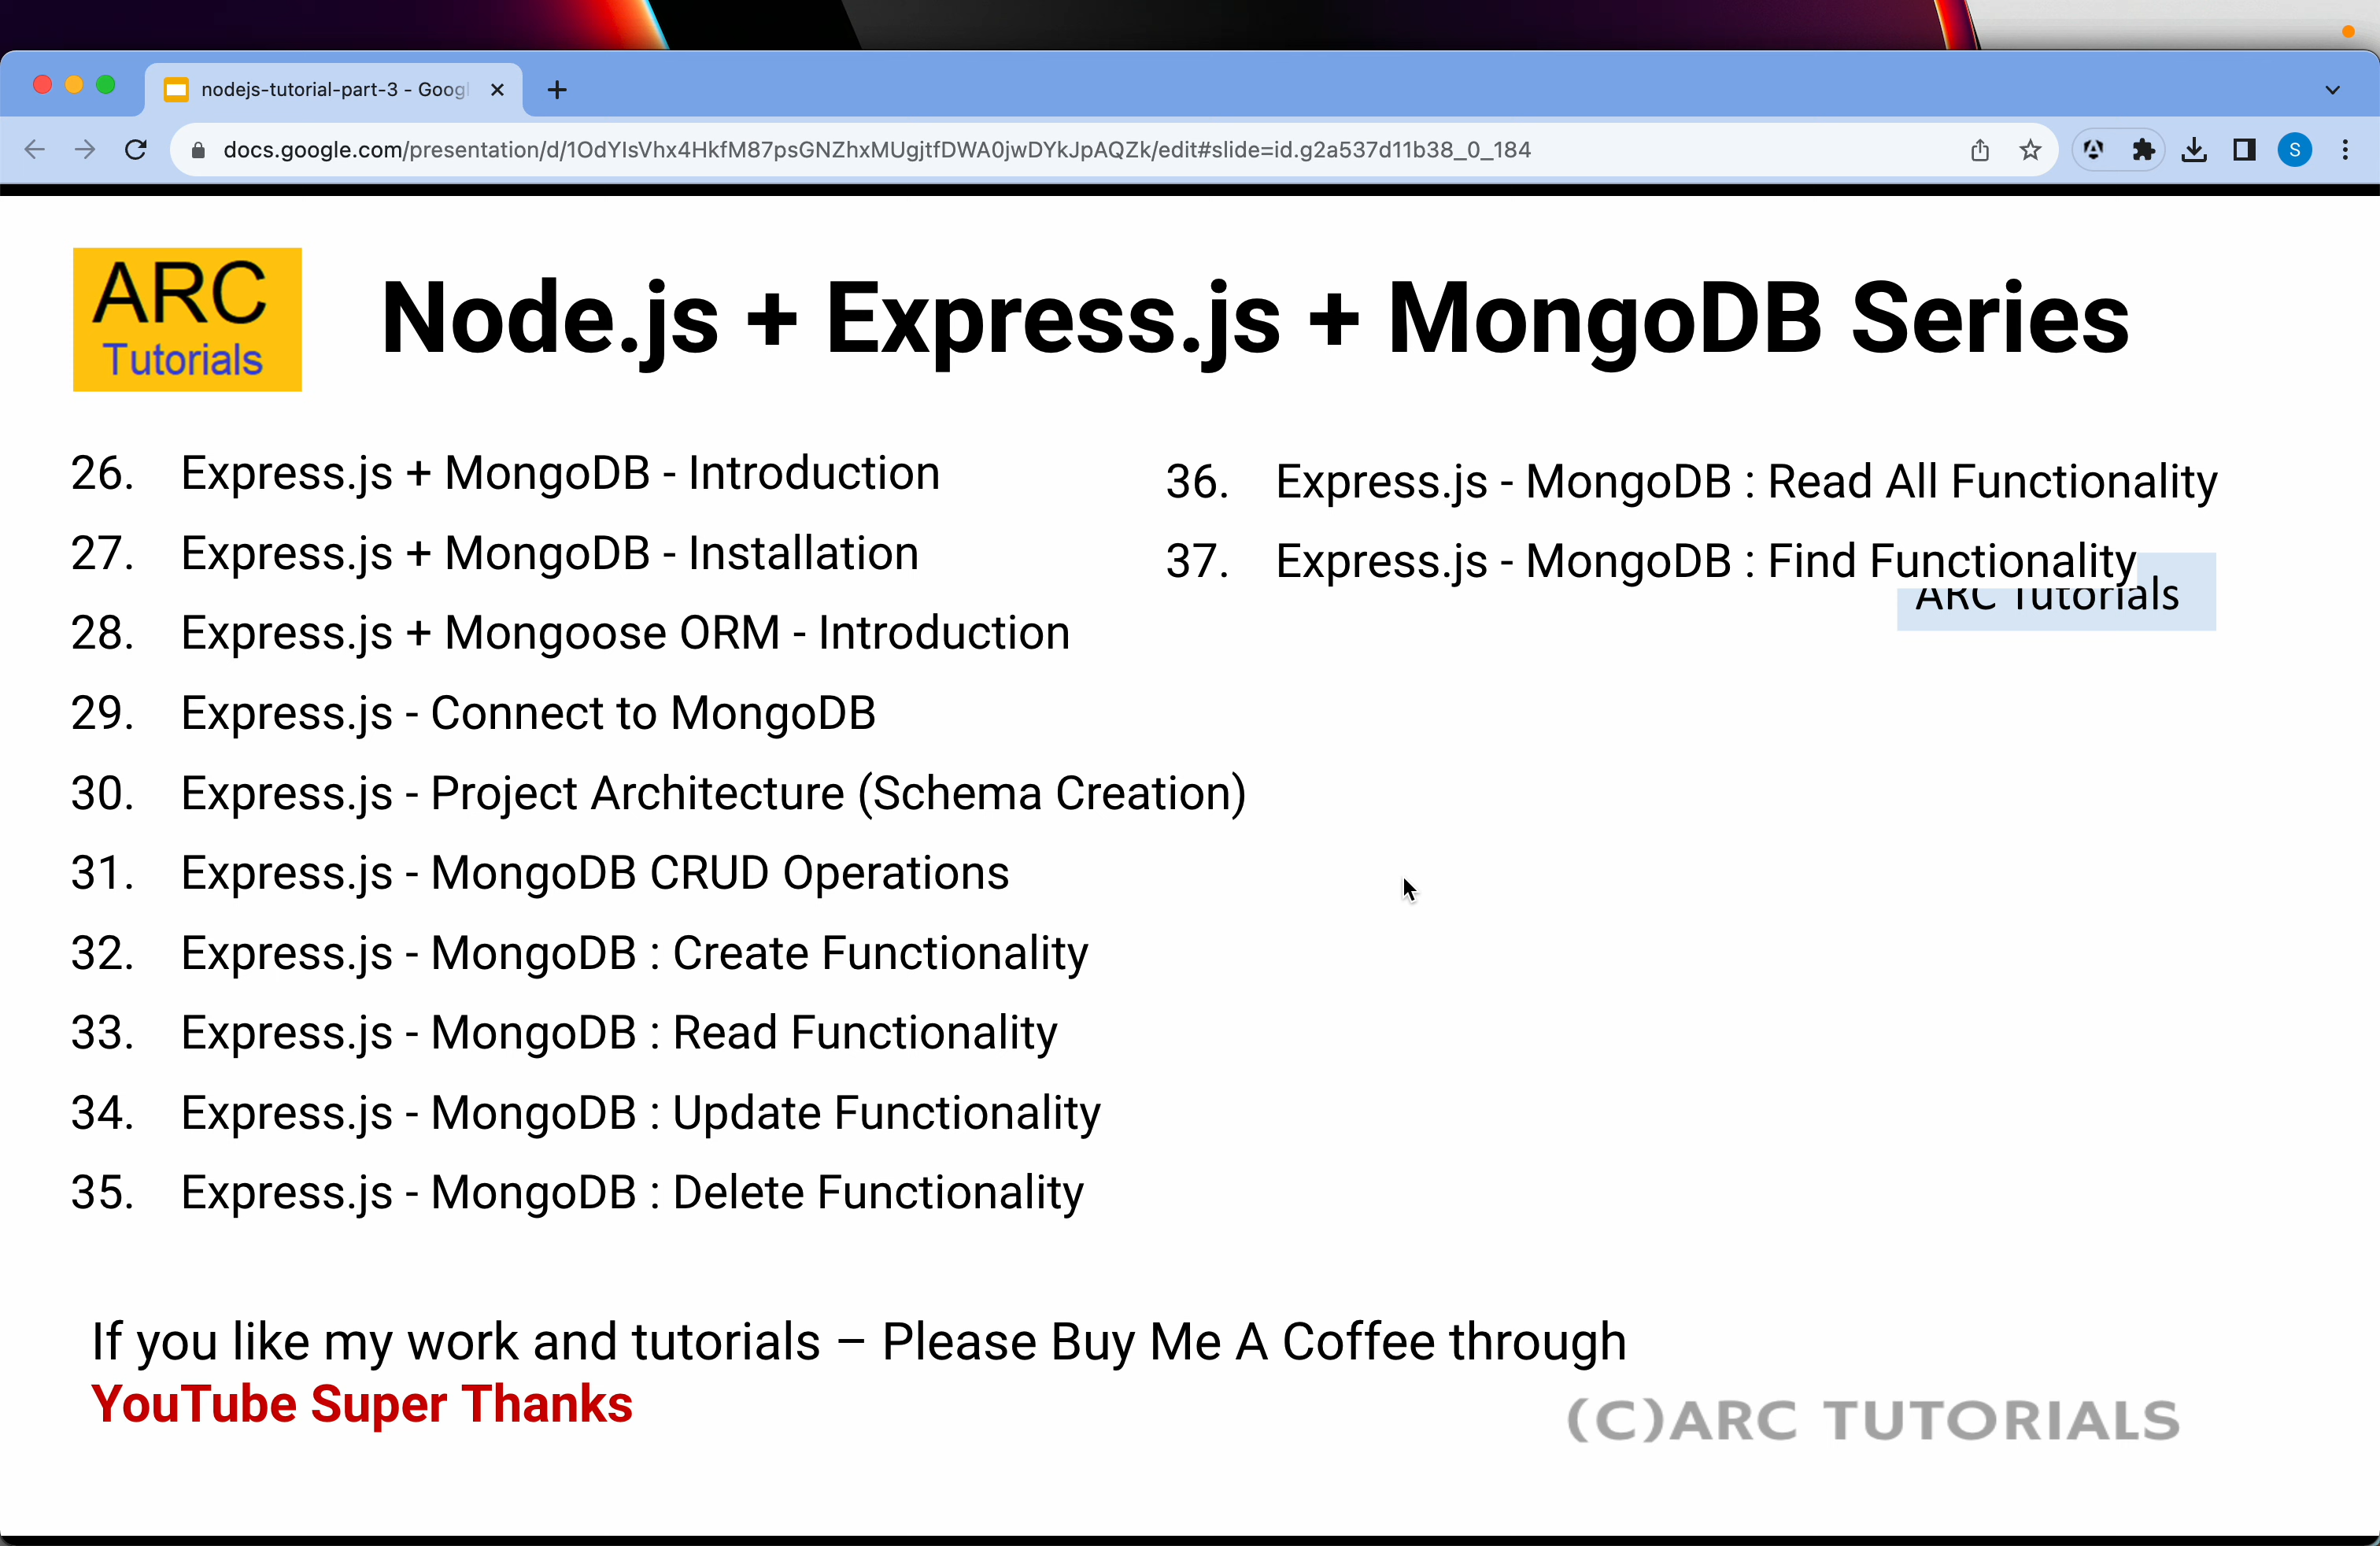 nodejs-tutorial-part-3 - Goog
docs.google.com/presentation/d/1OdYIsVhx4HkfM87psGNZhxMUgjtfDWA0jwDYkJpAQZk/edit#slide=id.g2a537d11b38_0_184
S
ARC
Tutorials
Node.js + Express.js + MongoDB Series
26. Express.js + MongoDB - Introduction
27. Express.js + MongoDB - Installation
28. Express.js + Mongoose ORM - Introduction
29. Express.js - Connect to MongoDB
30. Express.js - Project Architecture (Schema Creation)
31. Express.js - MongoDB CRUD Operations
32. Express.js - MongoDB : Create Functionality
33. Express.js - MongoDB : Read Functionality
34. Express.js - MongoDB : Update Functionality
35. Express.js - MongoDB : Delete Functionality
36. Express.js - MongoDB : Read All Functionality
37. Express.js - MongoDB : Find Functionality
ARC Tutorials
If you like my work and tutorials – Please Buy Me A Coffee through
YouTube Super Thanks
(C)ARC TUTORIALS